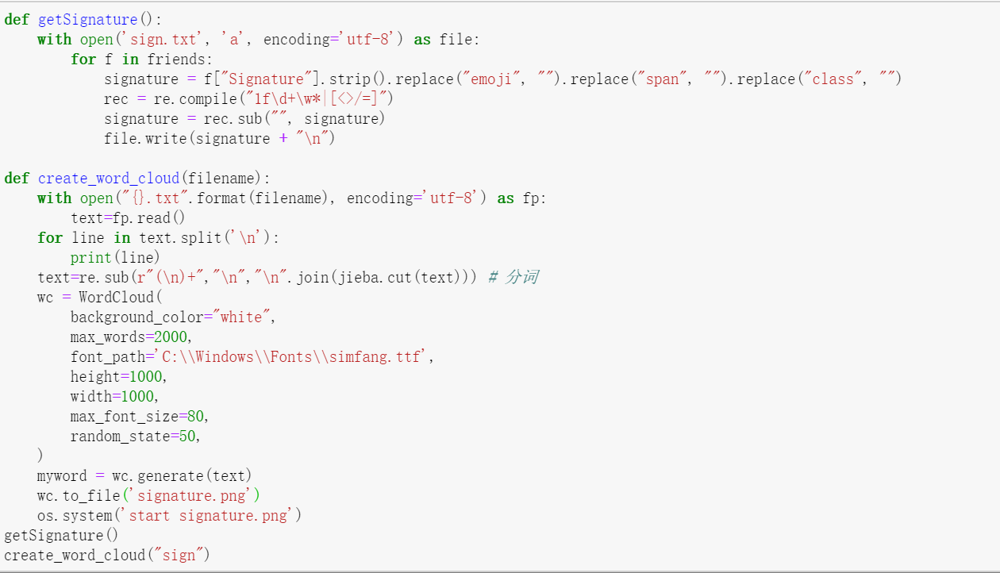 def getSignature():
    with open('sign.txt', 'a', encoding='utf-8') as file:
        for f in friends:
            signature = f["Signature"].strip().replace("emoji", "").replace("span", "").replace("class", "")
            rec = re.compile("1f\d+\w*|[<>/=]")
            signature = rec.sub("", signature)
            file.write(signature + "\n")

def create_word_cloud(filename):
    with open("{}.txt".format(filename), encoding='utf-8') as fp:
        text=fp.read()
    for line in text.split('\n'):
        print(line)
    text=re.sub(r"(\n)+","\n","\n".join(jieba.cut(text))) # 分词
    wc = WordCloud(
        background_color="white",
        max_words=2000,
        font_path='C:\\Windows\\Fonts\\simfang.ttf',
        height=1000,
        width=1000,
        max_font_size=80,
        random_state=50,
    )
    myword = wc.generate(text)
    wc.to_file('signature.png')
    os.system('start signature.png')
getSignature()
create_word_cloud("sign")